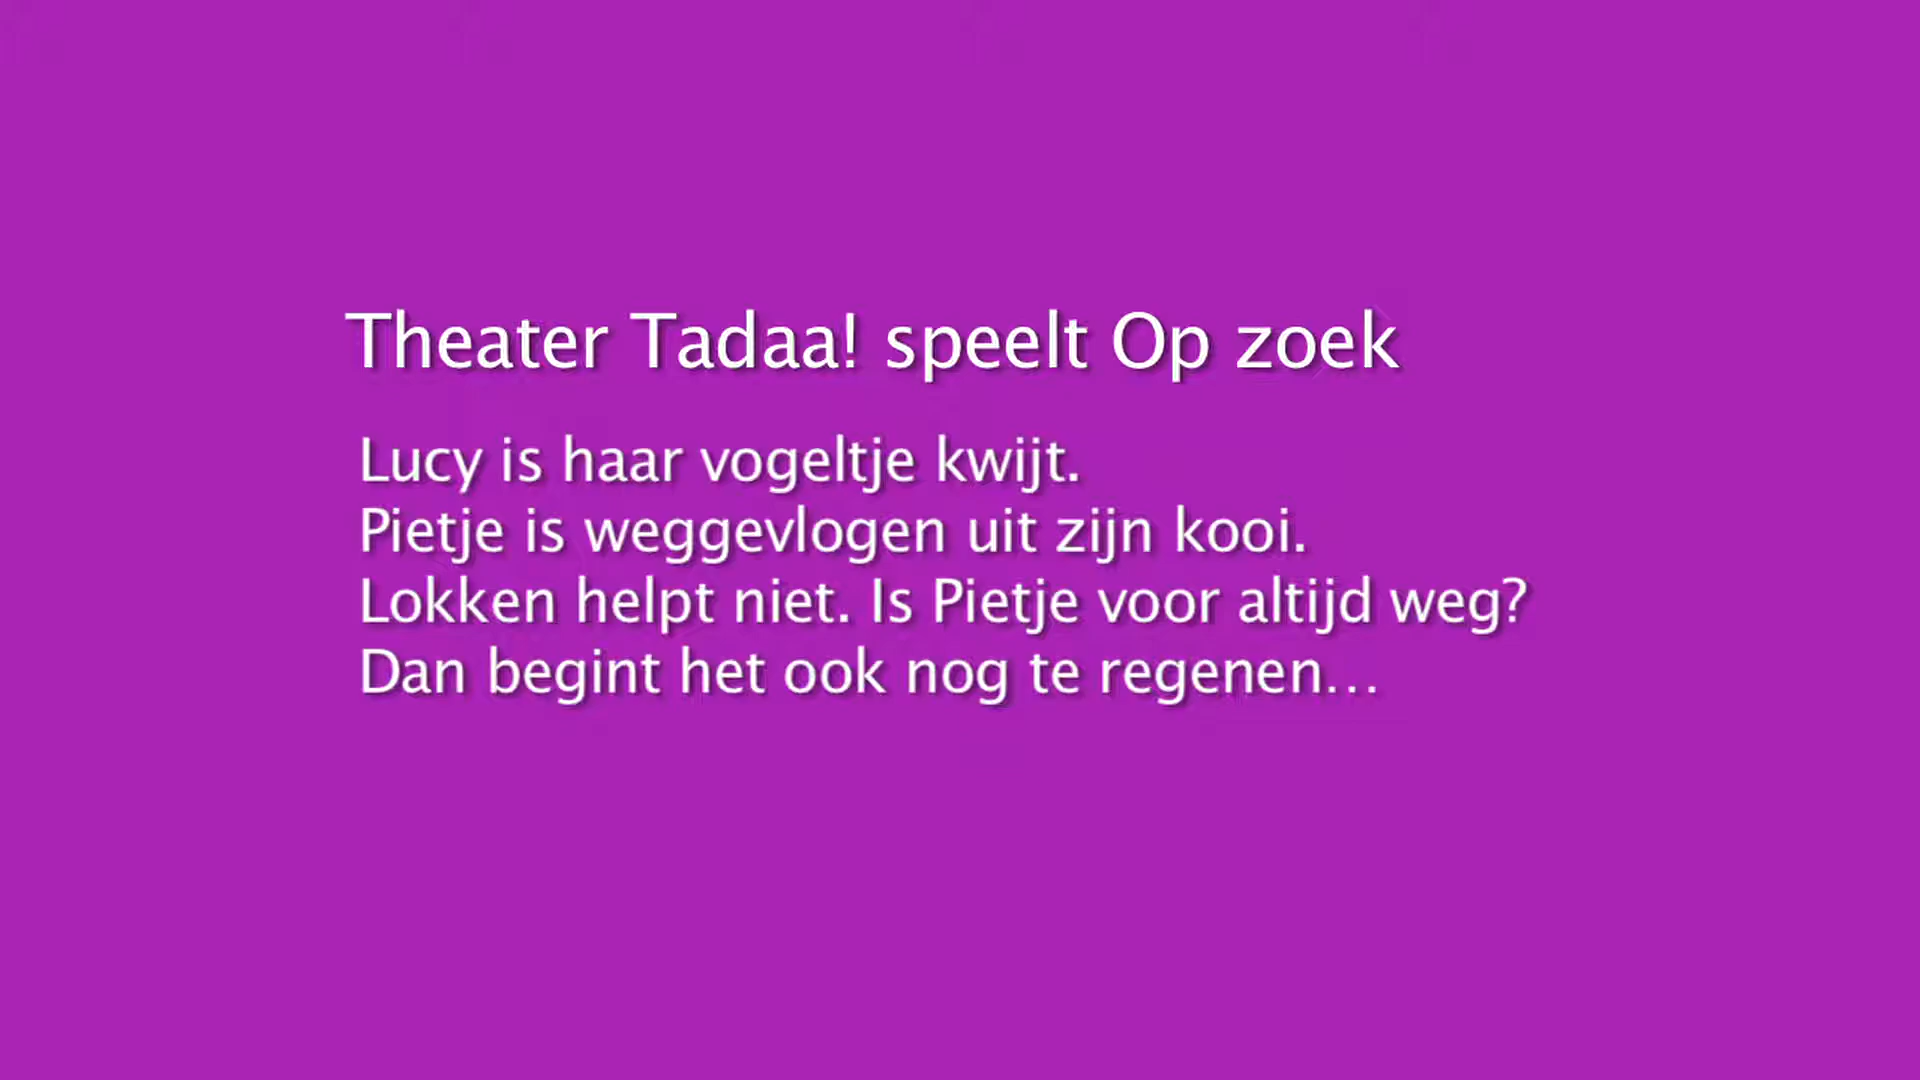 Theater Tadaa! speelt Op zoek
Lucy is haar vogeltje kwijt.
Pietje is weggevlogen uit zijn kooi.
Lokken helpt niet. Is Pietje voor altijd weg?
Dan begint het ook nog te regenen...